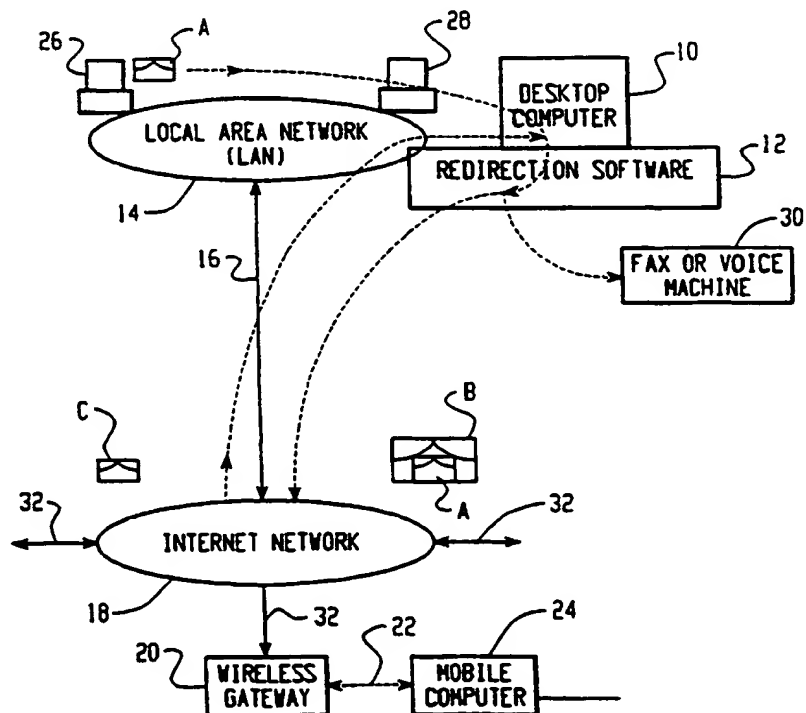 26
A
28
10
DESKTOP
COMPUTER
LOCAL AREA NETWORK
(LAN)
12
REDIRECTION SOFTWARE
14
30
16
FAX OR VOICE
MACHINE
C
B
A
32
32
INTERNET NETWORK
18
32
24
20
22
WIRELESS
GATEWAY
MOBILE
COMPUTER